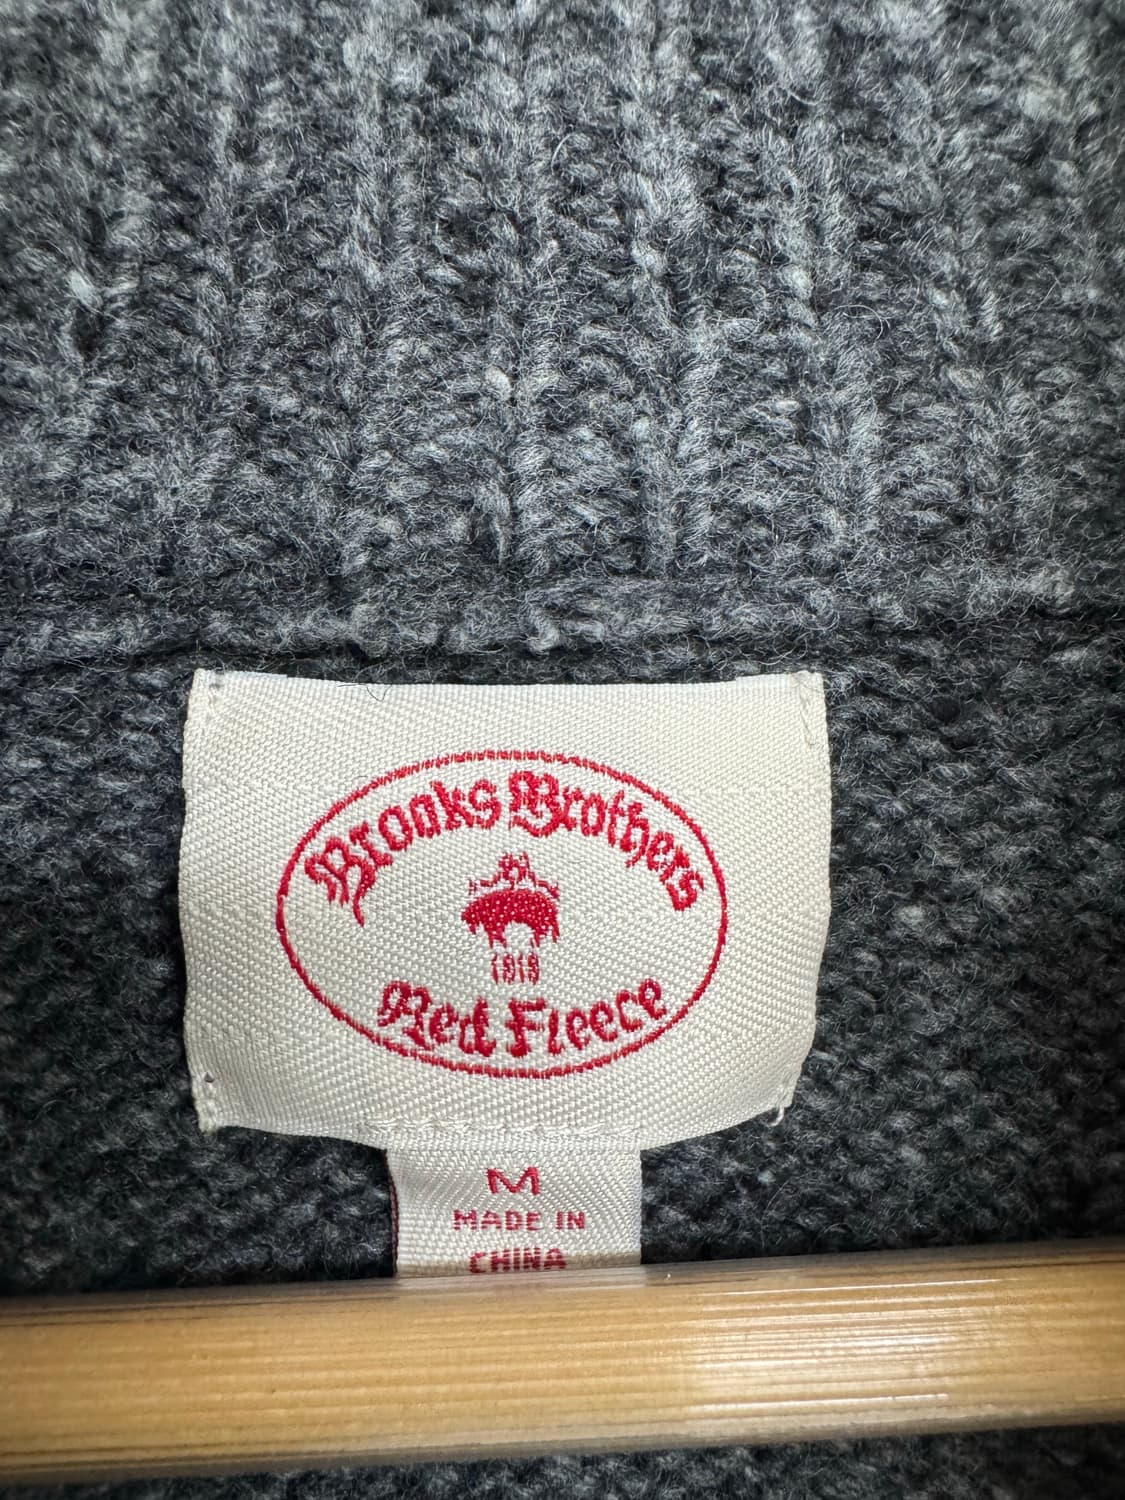 Brooks Brothers
1818
Red Fleece
M
MADE IN
CHINA